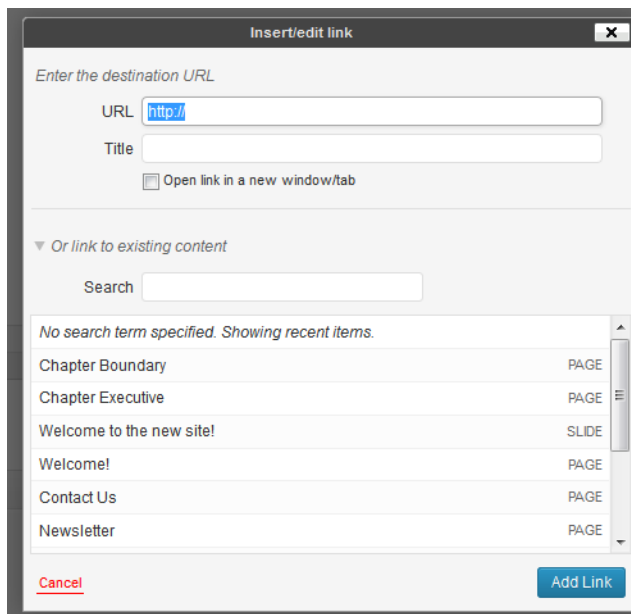 Insert/edit link
Enter the destination URL
URL http://
Title
Open link in a new window/tab
Or link to existing content
Search
No search term specified. Showing recent items.
Chapter Boundary PAGE
Chapter Executive PAGE
Welcome to the new site! SLIDE
Welcome! PAGE
Contact Us PAGE
Newsletter PAGE
Cancel Add Link